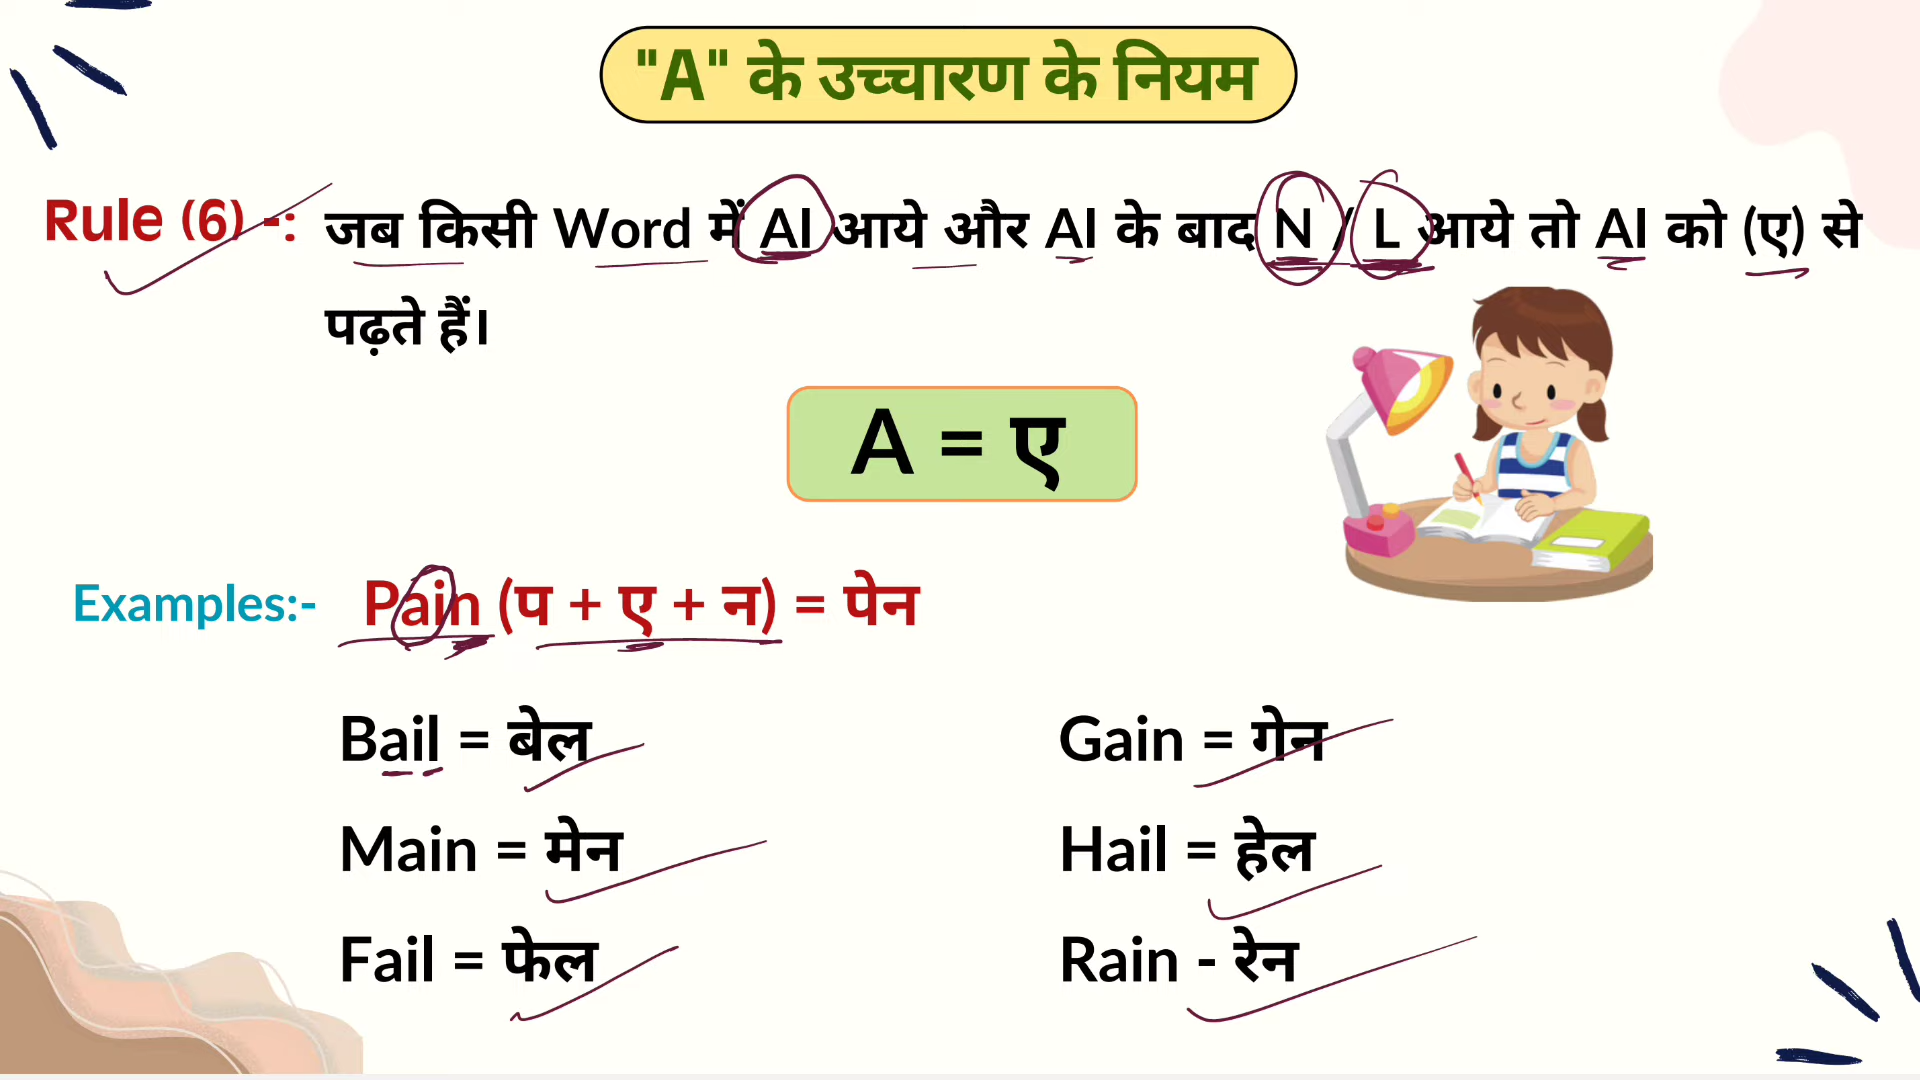 "A" के उच्चारण के नियम
Rule (6) -: जब किसी Word में AI आये और AI के बाद N / L आये तो AI को (ए) से
पढ़ते हैं।
A = ए
Examples:- Pain (प + ए + न) = पेन
Bail = बेल
Gain = गेन
Main = मेन
Hail = हेल
Fail = फेल
Rain - रेन